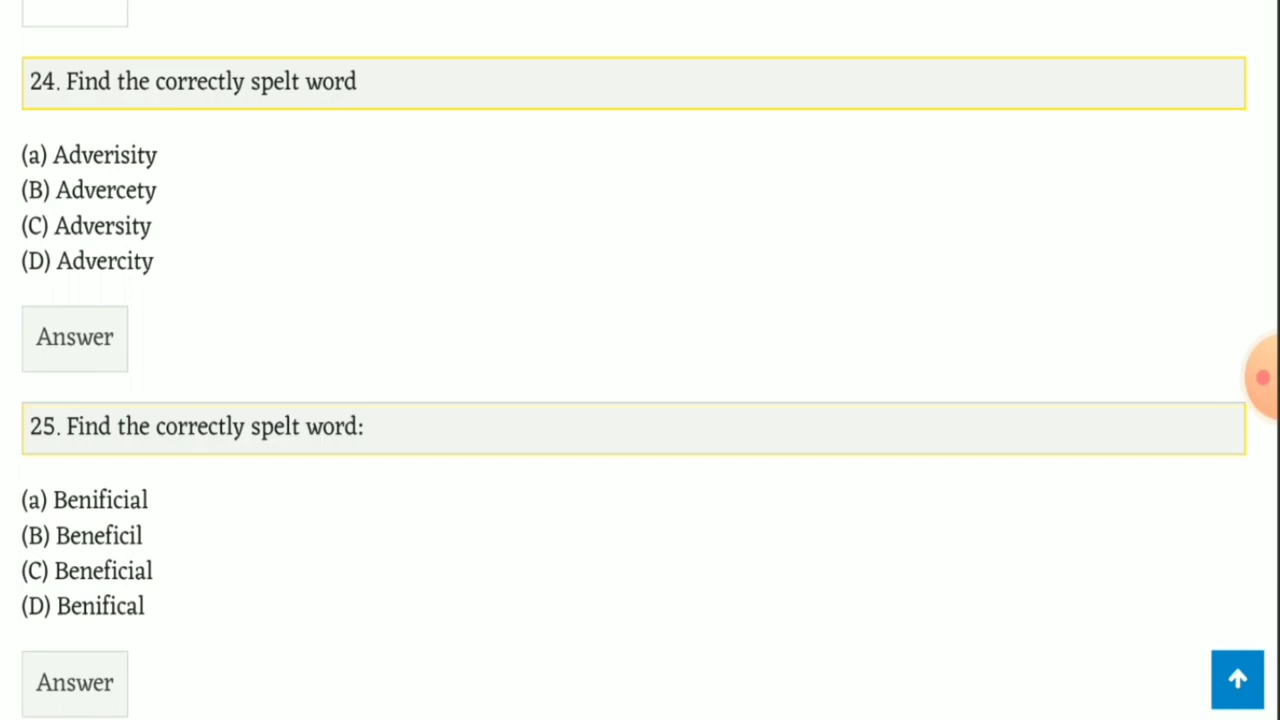 24. Find the correctly spelt word
(a) Adverisity
(B) Advercety
(C) Adversity
(D) Advercity
Answer
25. Find the correctly spelt word:
(a) Benificial
(B) Beneficil
(C) Beneficial
(D) Benifical
Answer